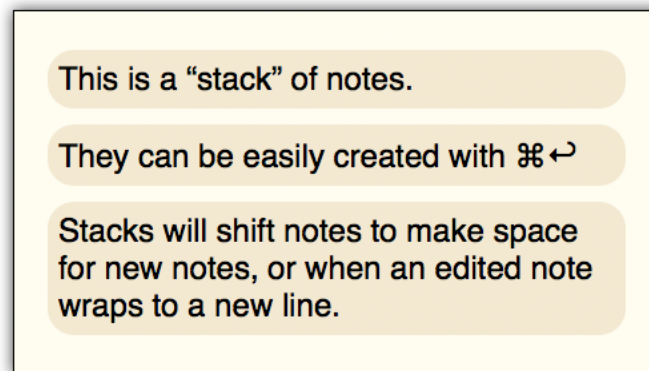 This is a “stack” of notes.
They can be easily created with ⌘↩
Stacks will shift notes to make space
for new notes, or when an edited note
wraps to a new line.